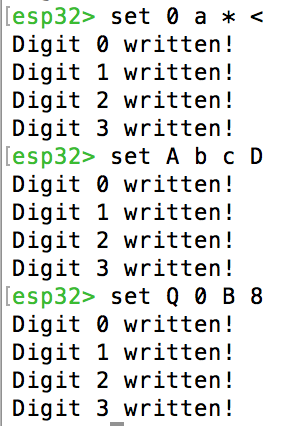 [esp32> set 0 a * <
Digit 0 written!
Digit 1 written!
Digit 2 written!
Digit 3 written!
[esp32> set A b c D
Digit 0 written!
Digit 1 written!
Digit 2 written!
Digit 3 written!
[esp32> set Q 0 B 8
Digit 0 written!
Digit 1 written!
Digit 2 written!
Digit 3 written!